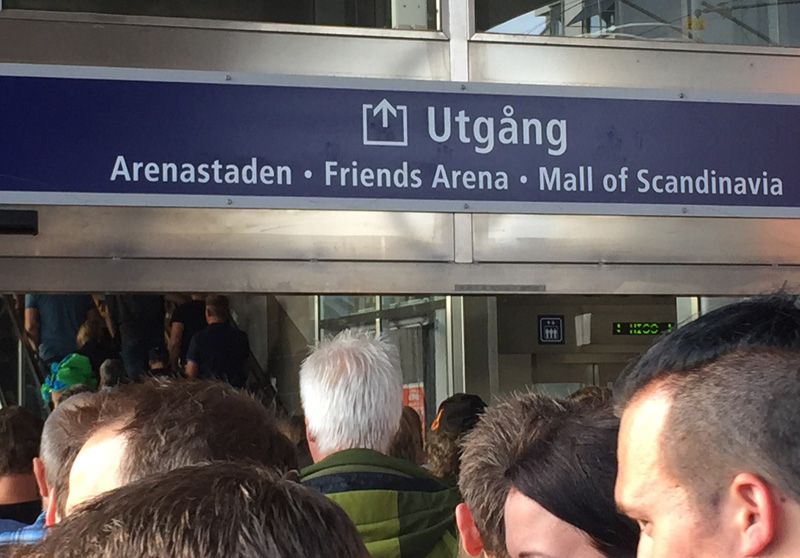 Utgång
Arenastaden • Friends Arena • Mall of Scandinavia